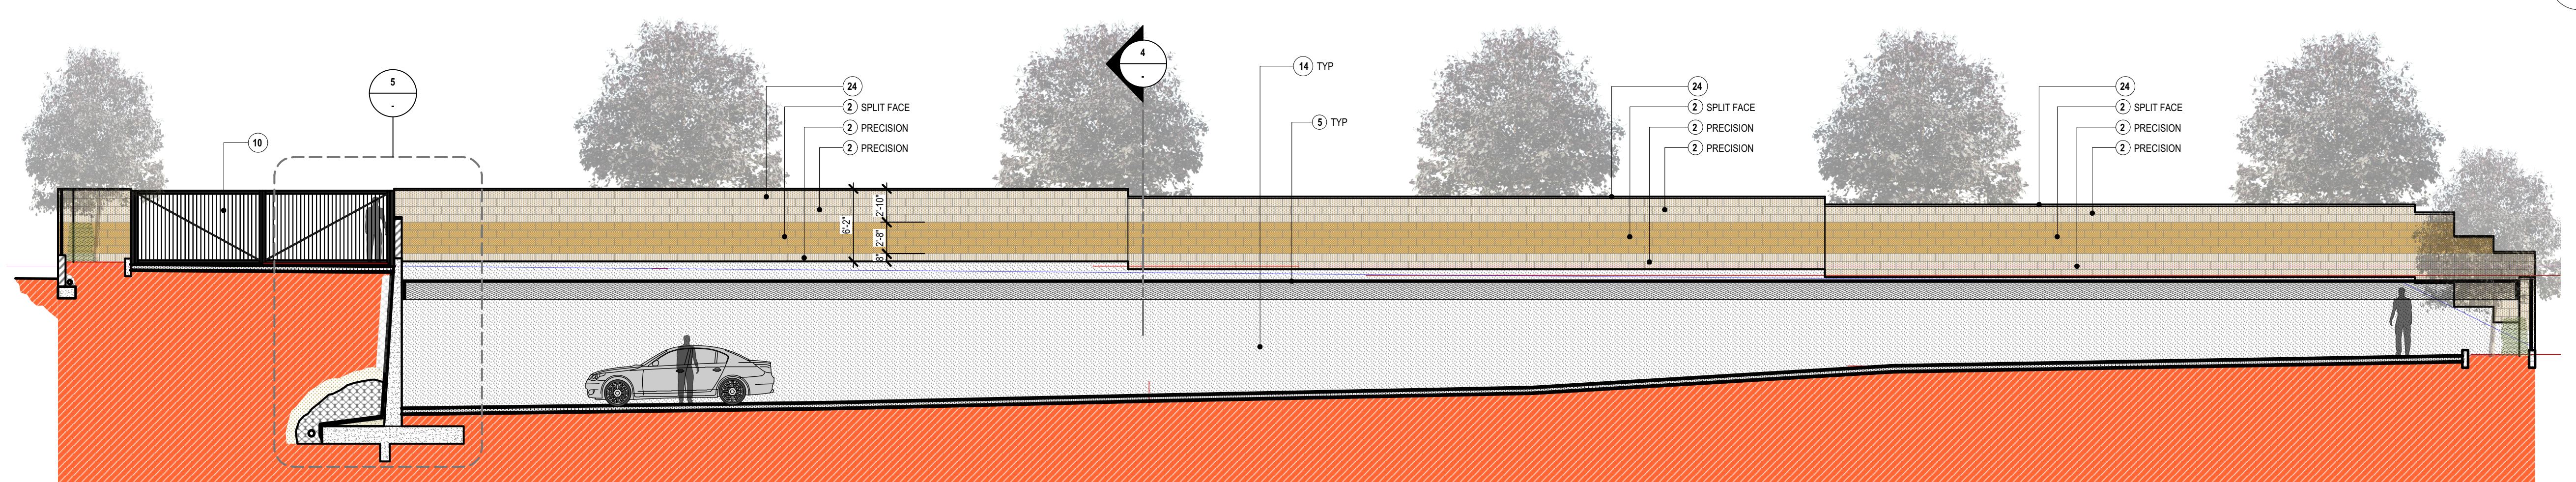 5
-
4
-
14 TYP
24
2 SPLIT FACE
2 PRECISION
2 PRECISION
5 TYP
24
2 SPLIT FACE
2 PRECISION
2 PRECISION
24
2 SPLIT FACE
2 PRECISION
2 PRECISION
10
6'-2"
2'-10"
2'-8"
8"